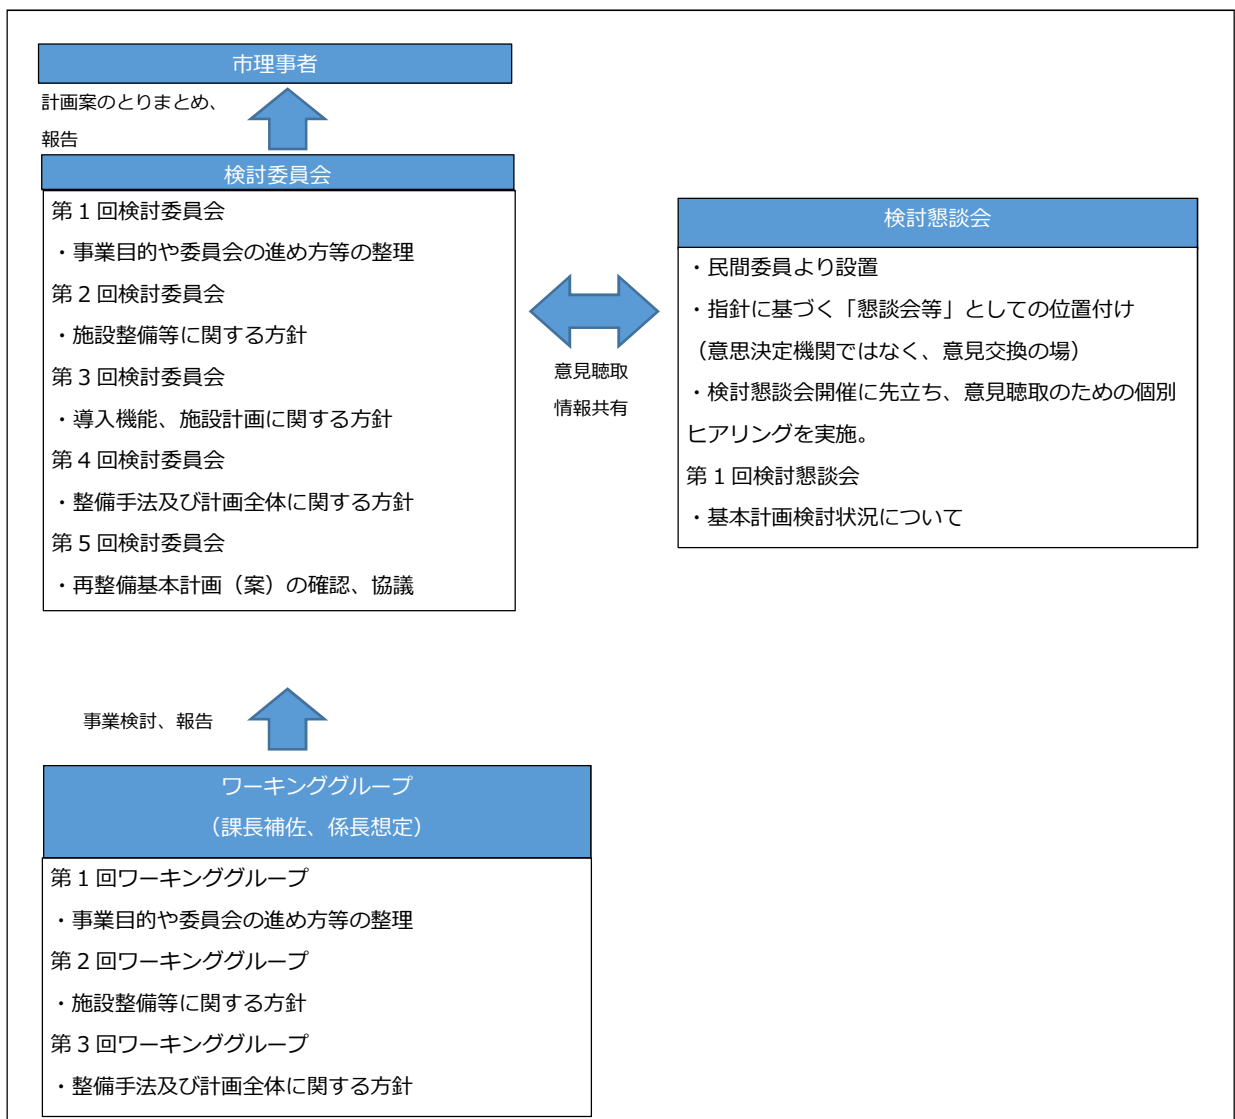 市理事者
計画案のとりまとめ、
報告
検討委員会
第1回検討委員会
・事業目的や委員会の進め方等の整理
第2回検討委員会
・施設整備等に関する方針
第3回検討委員会
・導入機能、施設計画に関する方針
第4回検討委員会
・整備手法及び計画全体に関する方針
第5回検討委員会
・再整備基本計画（案）の確認、協議
意見聴取
情報共有
検討懇談会
・民間委員より設置
・指針に基づく「懇談会等」としての位置付け
（意思決定機関ではなく、意見交換の場）
・検討懇談会開催に先立ち、意見聴取のための個別
ヒアリングを実施。
第1回検討懇談会
・基本計画検討状況について
事業検討、報告
ワーキンググループ
（課長補佐、係長想定）
第1回ワーキンググループ
・事業目的や委員会の進め方等の整理
第2回ワーキンググループ
・施設整備等に関する方針
第3回ワーキンググループ
・整備手法及び計画全体に関する方針